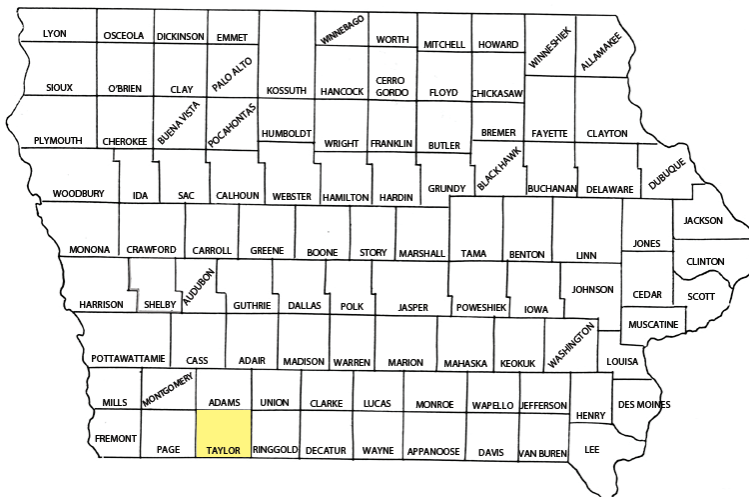 LYON OSCEOLA DICKINSON EMMET WINNEBAGO WORTH MITCHELL HOWARD WINNESHIEK ALLAMAKEE
SIOUX O'BRIEN CLAY PALO ALTO KOSSUTH HANCOCK CERRO GORDO FLOYD CHICKASAW
PLYMOUTH CHEROKEE BUENA VISTA POCAHONTAS HUMBOLDT WRIGHT FRANKLIN BUTLER BREMER FAYETTE CLAYTON
WOODBURY IDA SAC CALHOUN WEBSTER HAMILTON HARDIN GRUNDY BLACK HAWK BUCHANAN DELAWARE DUBUQUE
MONONA CRAWFORD CARROLL GREENE BOONE STORY MARSHALL TAMA BENTON LINN JONES JACKSON
CLINTON
HARRISON SHELBY AUDUBON GUTHRIE DALLAS POLK JASPER POWESHIEK IOWA JOHNSON CEDAR SCOTT
MUSCATINE
POTTAWATTAMIE CASS ADAIR MADISON WARREN MARION MAHASKA KEOKUK WASHINGTON LOUISA
MILLS MONTGOMERY ADAMS UNION CLARKE LUCAS MONROE WAPELLO JEFFERSON HENRY DES MOINES
FREMONT PAGE TAYLOR RINGGOLD DECATUR WAYNE APPANOOSE DAVIS VAN BUREN LEE